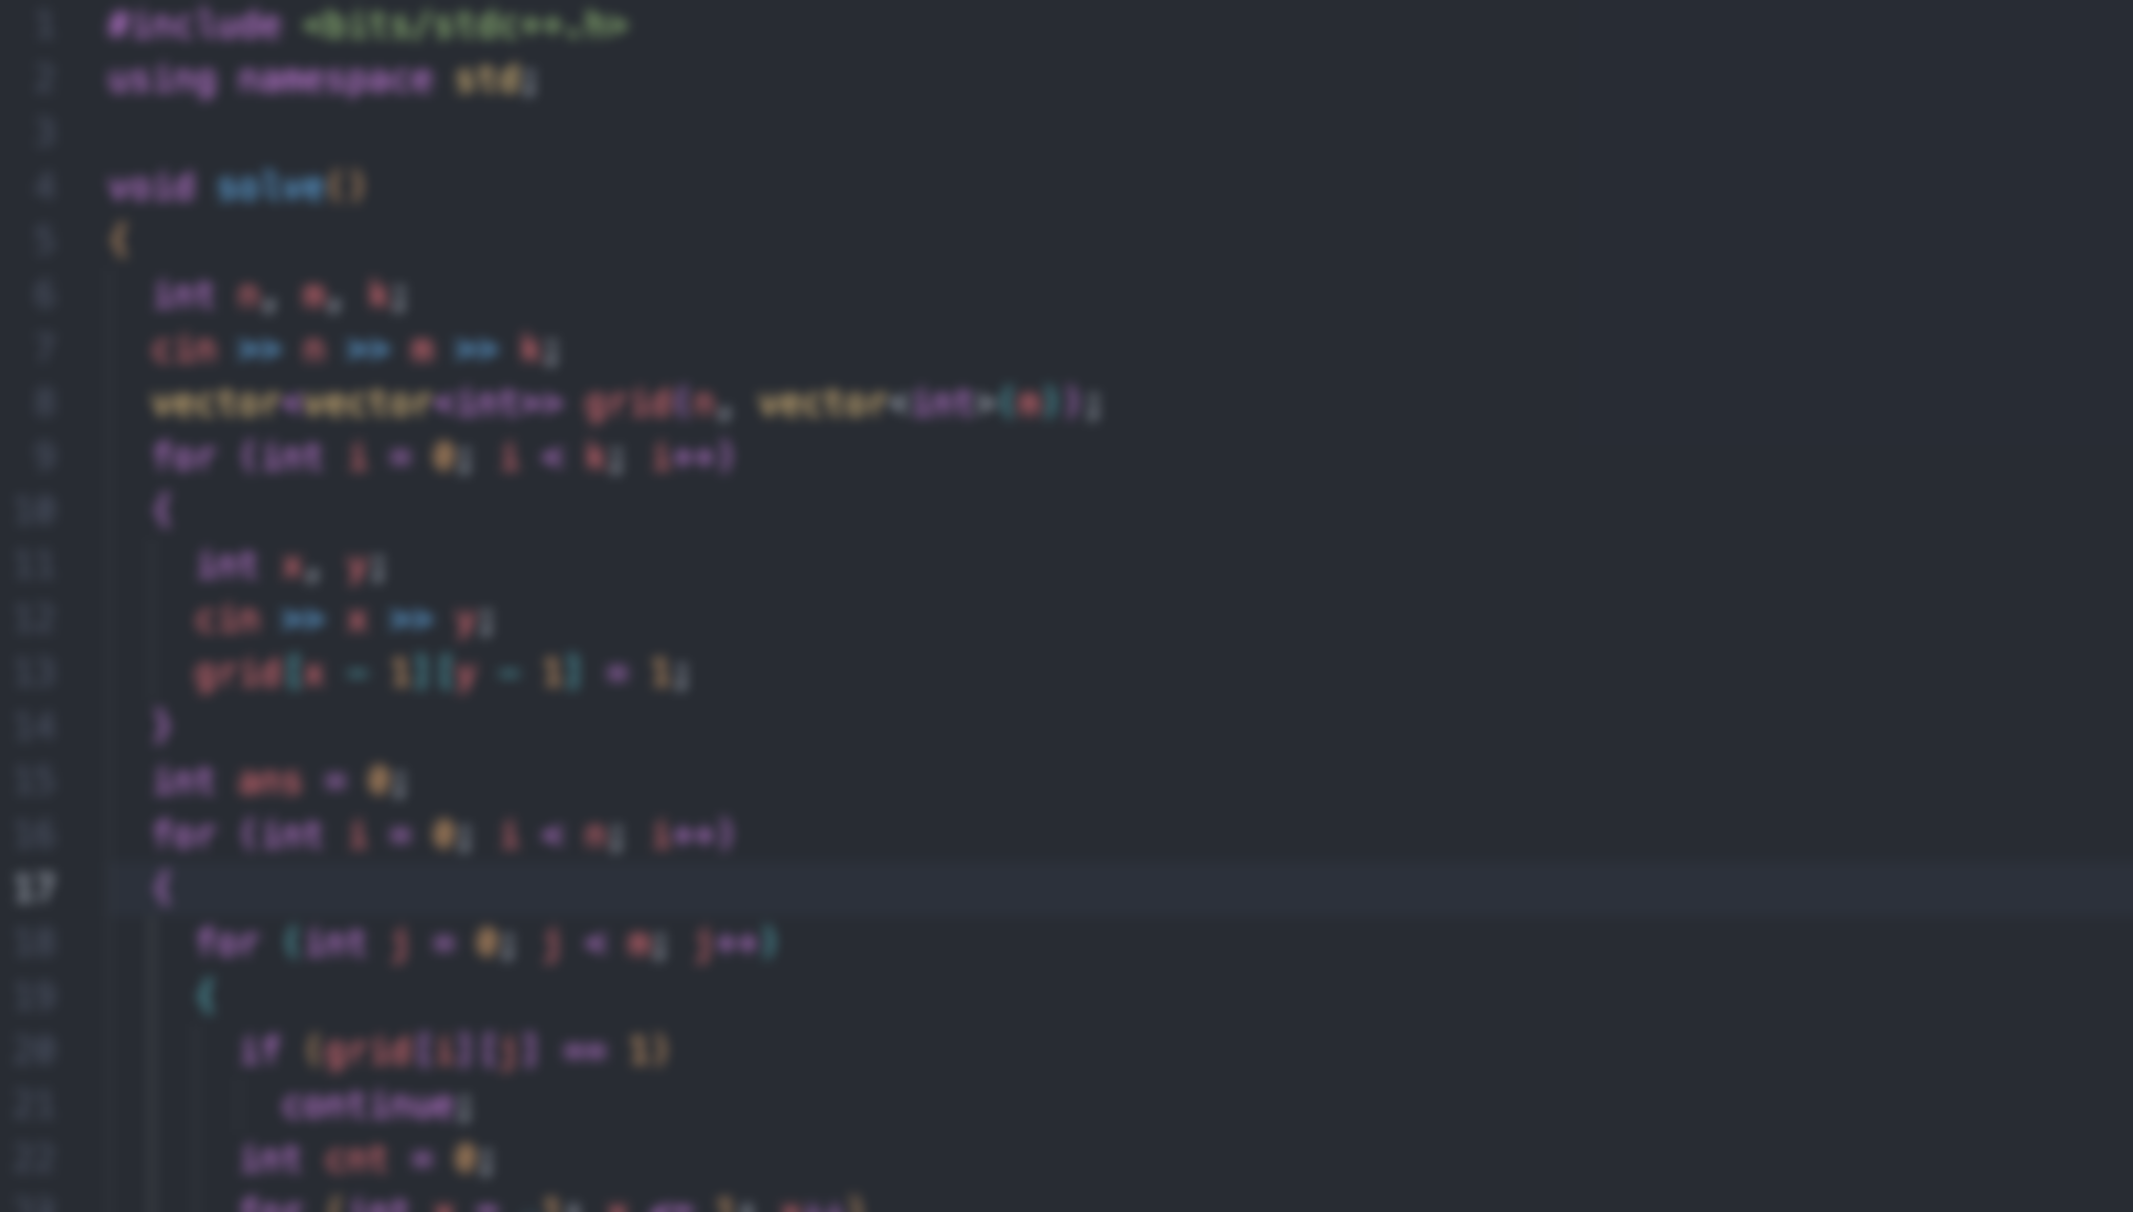 1 #include <bits/stdc++.h>
2 using namespace std;
3
4 void solve()
5 {
6 int n, m, k;
7 cin >> n >> m >> k;
8 vector<vector<int>> grid(n, vector<int>(m));
9 for (int i = 0; i < k; i++)
10 {
11 int x, y;
12 cin >> x >> y;
13 grid[x - 1][y - 1] = 1;
14 }
15 int ans = 0;
16 for (int i = 0; i < n; i++)
17 {
18 for (int j = 0; j < m; j++)
19 {
20 if (grid[i][j] == 1)
21 continue;
22 int cnt = 0;
for (int